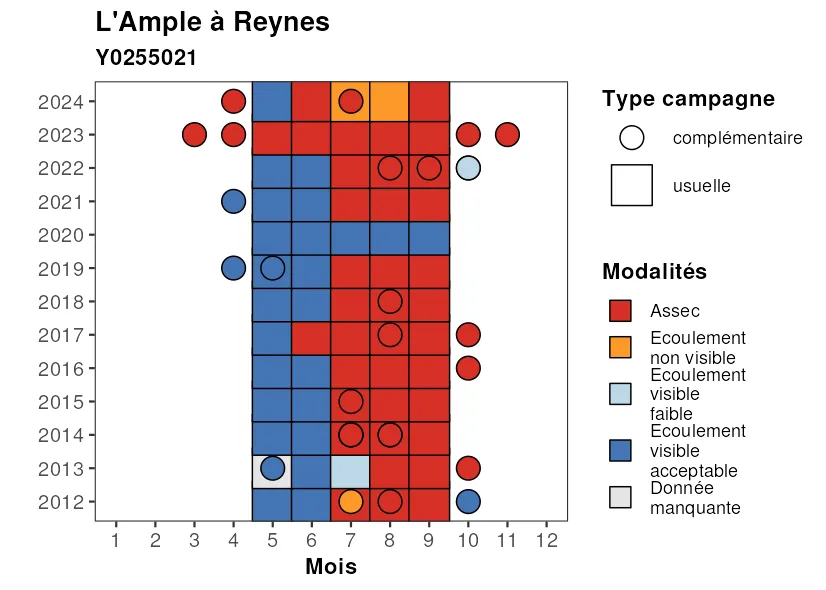 L'Ample à Reynes
Y0255021
2024
2023
2022
2021
2020
2019
2018
2017
2016
2015
2014
2013
2012
1 2 3 4 5 6 7 8 9 10 11 12
Mois
Type campagne
complémentaire
usuelle
Modalités
Assec
Ecoulement
non visible
Ecoulement
visible
faible
Ecoulement
visible
acceptable
Donnée
manquante